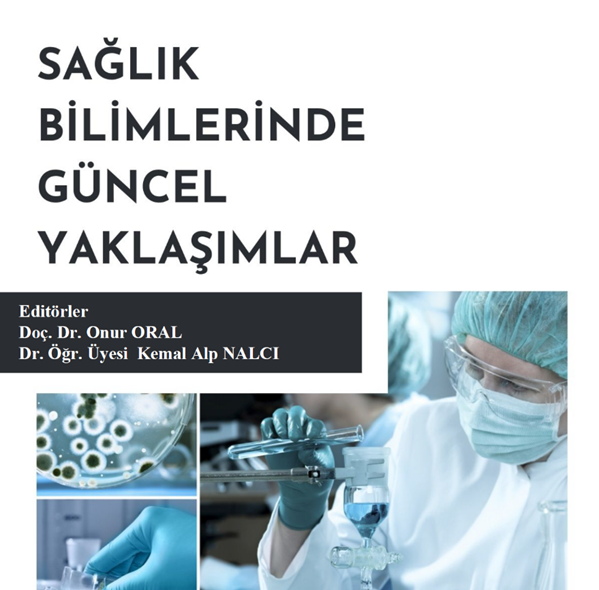 SAĞLIK
BİLİMLERİNDE
GÜNCEL
YAKLAŞIMLAR
Editörler
Doç. Dr. Onur ORAL
Dr. Öğr. Üyesi Kemal Alp NALCI